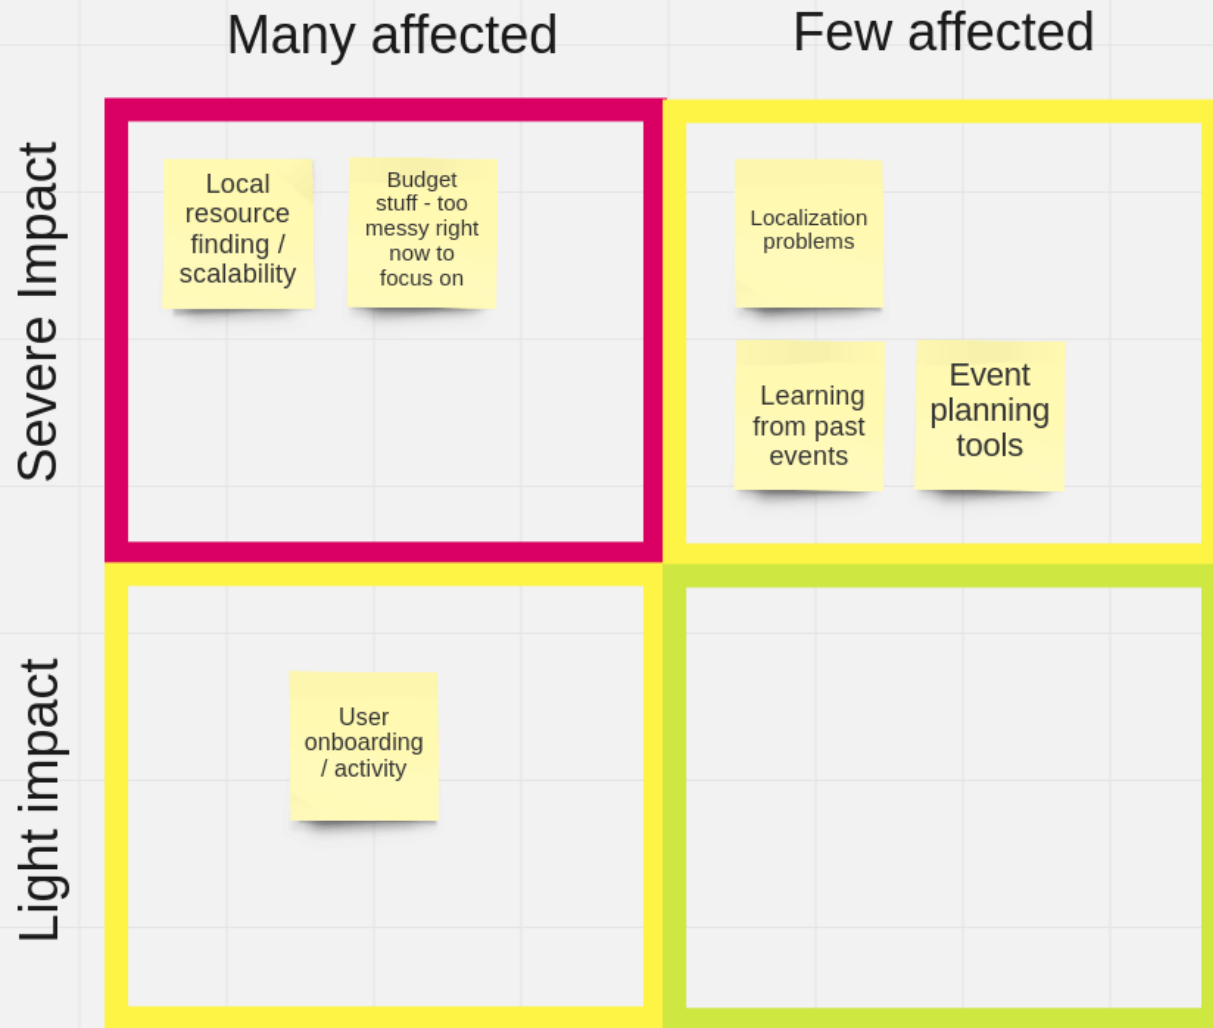 Many affected
Few affected
Severe Impact
Local
resource
finding /
scalability
Budget
stuff - too
messy right
now to
focus on
Localization
problems
Learning
from past
events
Event
planning
tools
Light impact
User
onboarding
/ activity